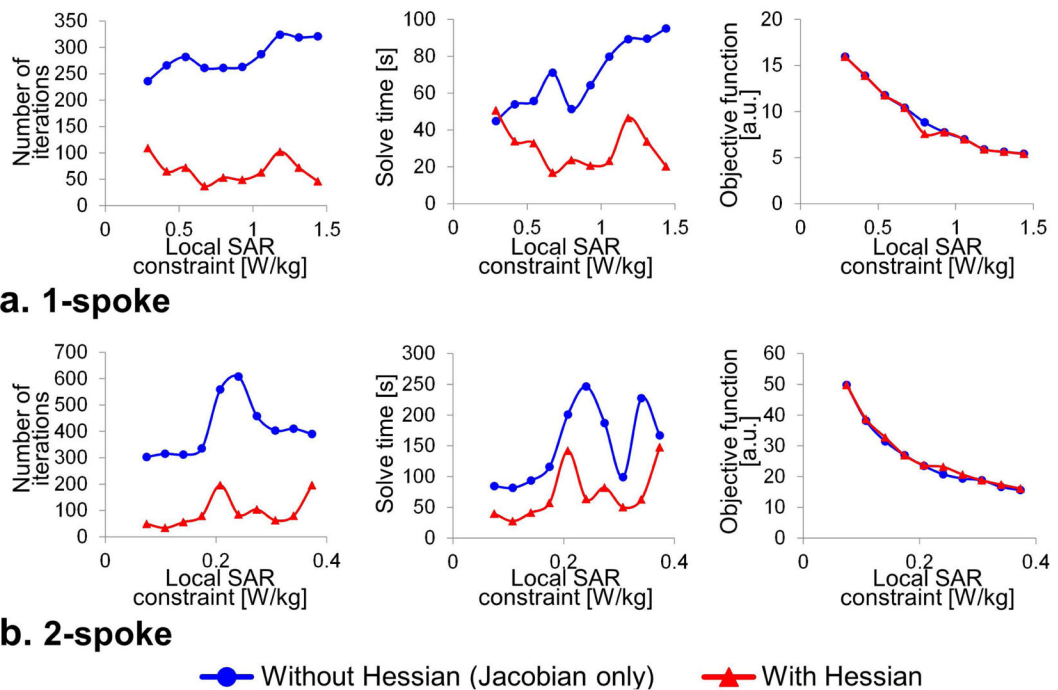 Number of
iterations
350
300
250
200
150
100
50
0
0
0.5
1
1.5
Local SAR
constraint [W/kg]
Solve time [s]
100
80
60
40
20
0
0
0.5
1
1.5
Local SAR
constraint [W/kg]
Objective function
[a.u.]
20
15
10
5
0
0
0.5
1
1.5
Local SAR
constraint [W/kg]
a. 1-spoke
Number of
iterations
700
600
500
400
300
200
100
0
0
0.2
0.4
Local SAR
constraint [W/kg]
Solve time [s]
300
250
200
150
100
50
0
0
0.2
0.4
Local SAR
constraint [W/kg]
Objective function
[a.u.]
60
50
40
30
20
10
0
0
0.2
0.4
Local SAR
constraint [W/kg]
b. 2-spoke
Without Hessian (Jacobian only)
With Hessian